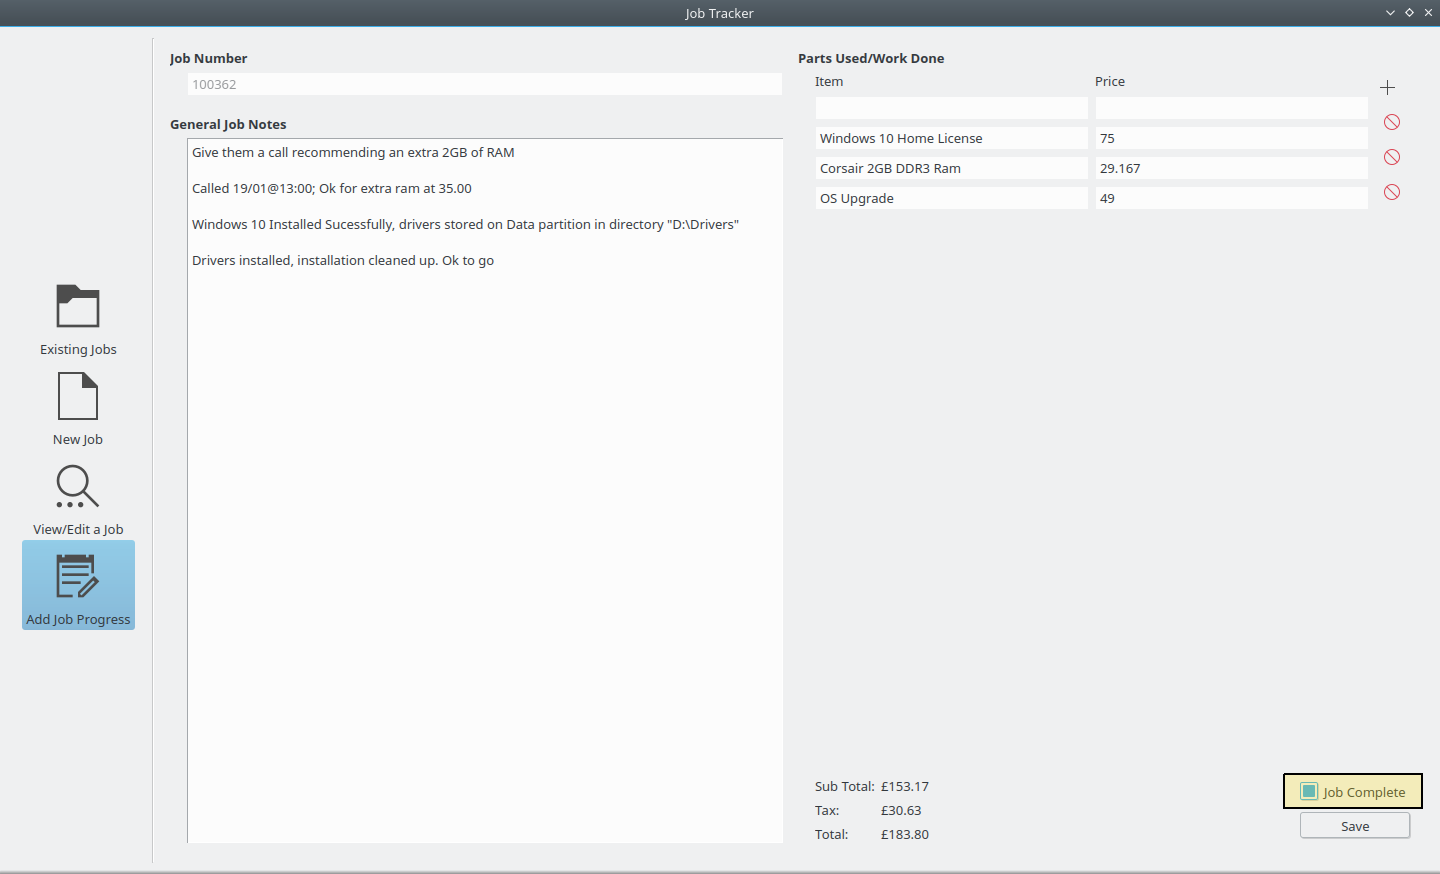 Job Tracker
Job Number
100362
General Job Notes
Give them a call recommending an extra 2GB of RAM
Called 19/01@13:00; Ok for extra ram at 35.00
Windows 10 Installed Sucessfully, drivers stored on Data partition in directory "D:\Drivers"
Drivers installed, installation cleaned up. Ok to go
Existing Jobs
New Job
View/Edit a Job
Add Job Progress
Parts Used/Work Done
Item Price
Windows 10 Home License 75
Corsair 2GB DDR3 Ram 29.167
OS Upgrade 49
Sub Total: £153.17
Tax: £30.63
Total: £183.80
Job Complete
Save